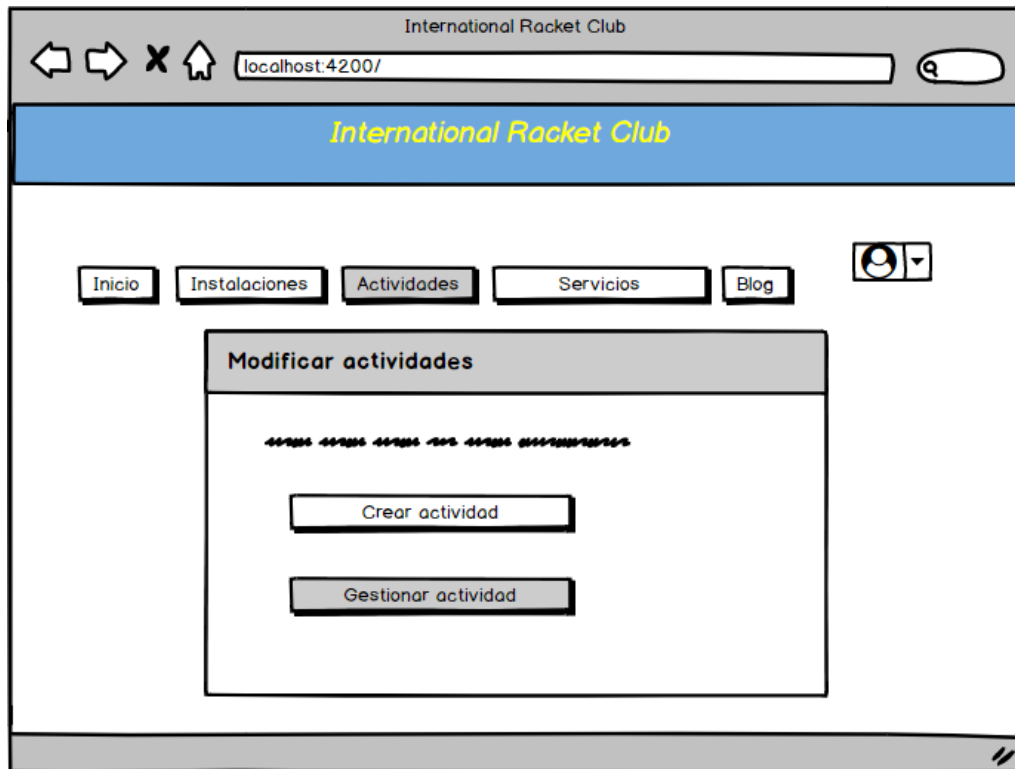 International Racket Club
localhost:4200/
International Racket Club
Inicio Instalaciones Actividades Servicios Blog
Modificar actividades
Crear actividad
Gestionar actividad